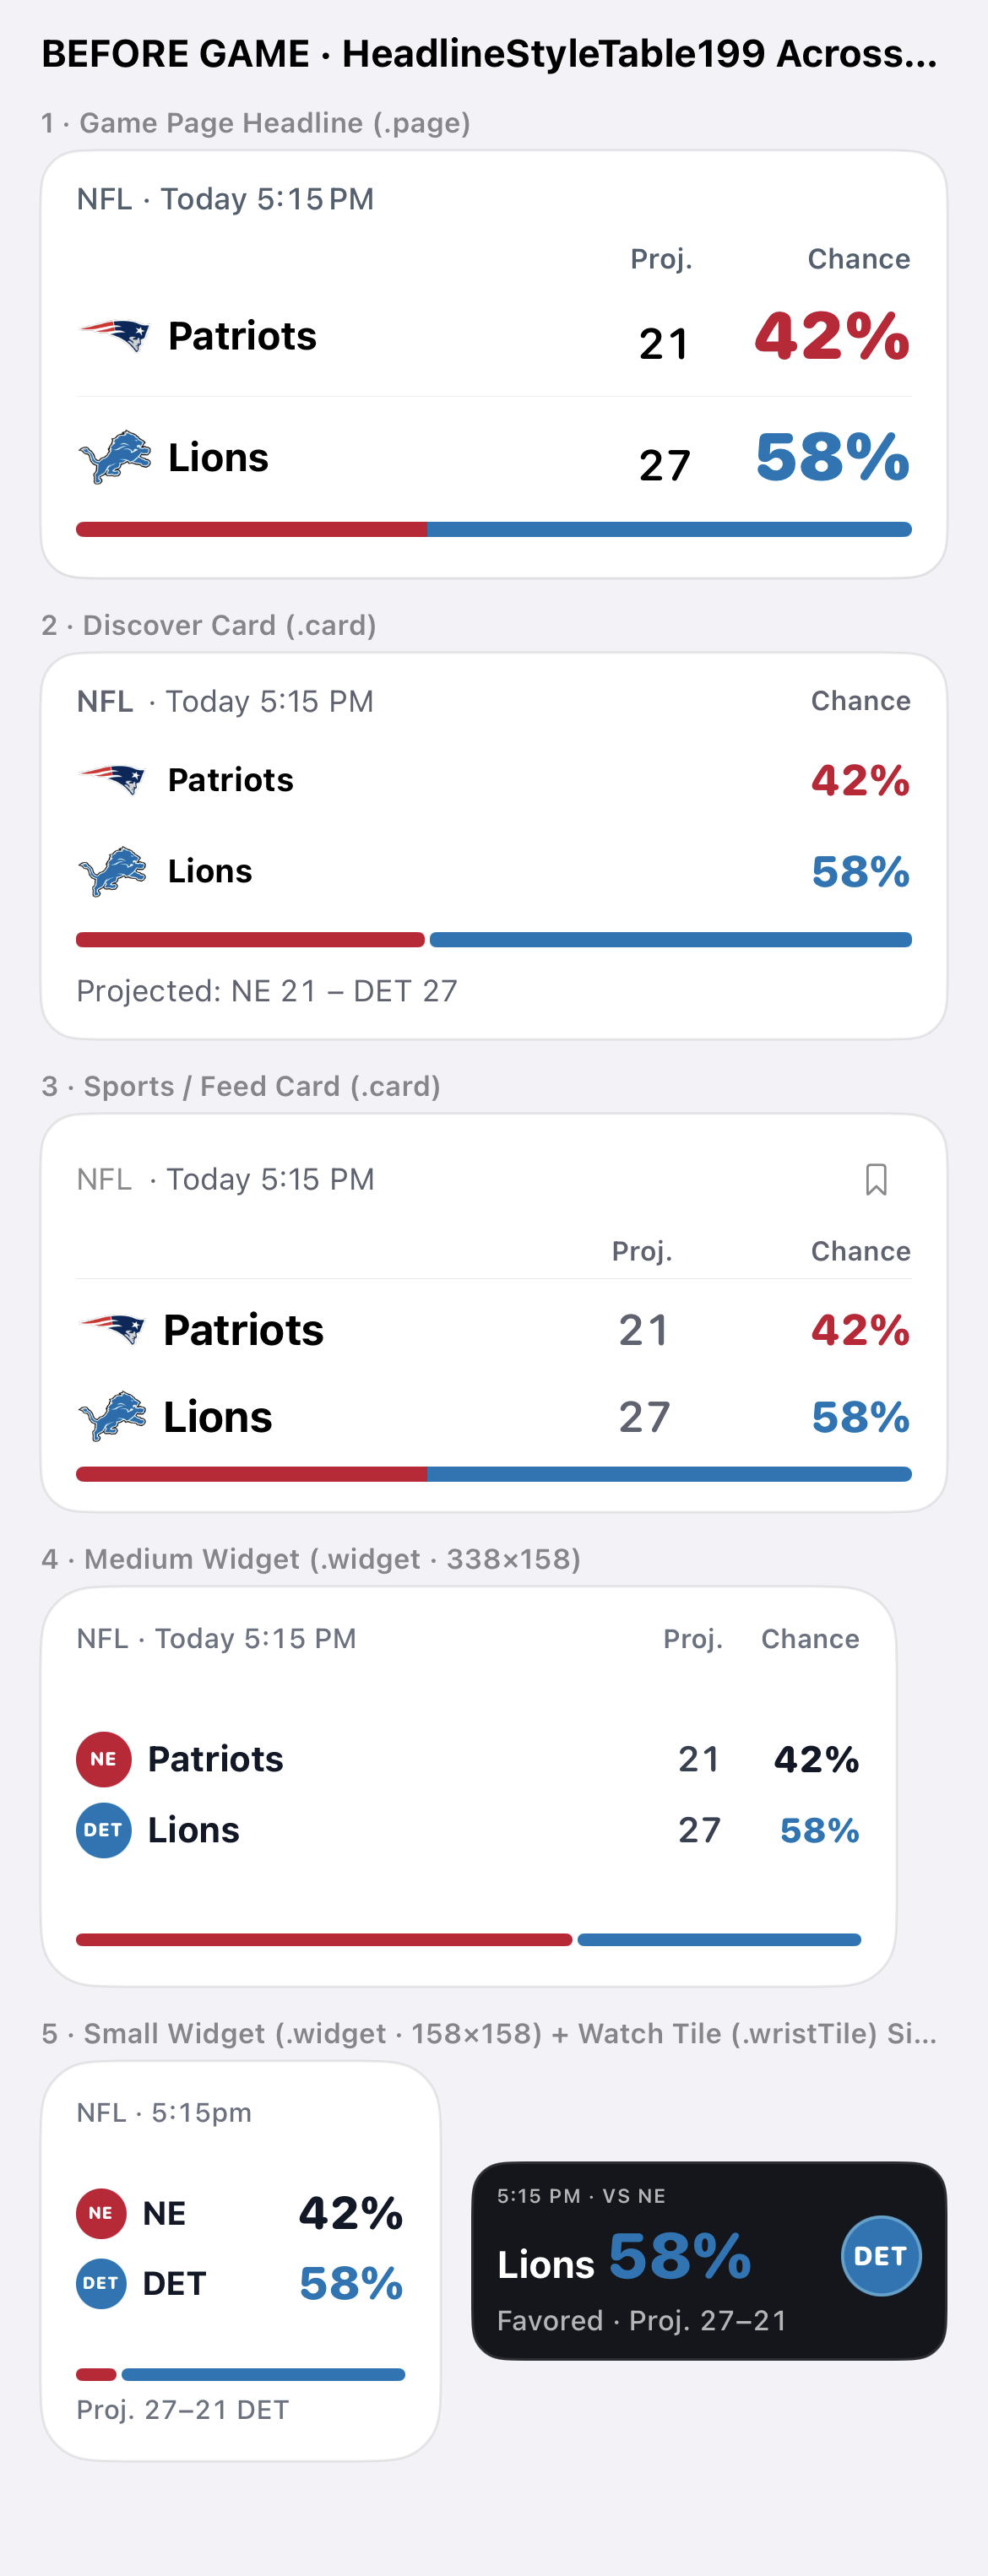 BEFORE GAME · HeadlineStyleTable199 Across...
1 · Game Page Headline (.page)
NFL · Today 5:15 PM
Proj. Chance
Patriots 21 42%
Lions 27 58%
2 · Discover Card (.card)
NFL · Today 5:15 PM Chance
Patriots 42%
Lions 58%
Projected: NE 21 – DET 27
3 · Sports / Feed Card (.card)
NFL · Today 5:15 PM
Proj. Chance
Patriots 21 42%
Lions 27 58%
4 · Medium Widget (.widget · 338×158)
NFL · Today 5:15 PM Proj. Chance
NE Patriots 21 42%
DET Lions 27 58%
5 · Small Widget (.widget · 158×158) + Watch Tile (.wristTile) Si...
NFL · 5:15pm
NE NE 42%
DET DET 58%
Proj. 27–21 DET
5:15 PM · VS NE
Lions 58% DET
Favored · Proj. 27–21